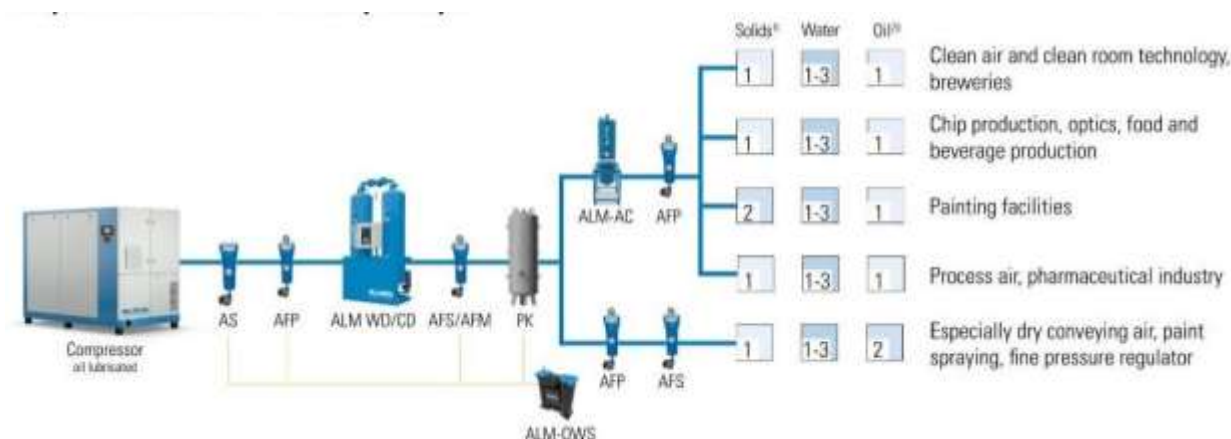 Solids¹⁾ Water Oil²⁾
1 1-3 1 Clean air and clean room technology,
breweries
1 1-3 1 Chip production, optics, food and
beverage production
ALM-AC AFP
2 1-3 1 Painting facilities
1 1-3 1 Process air, pharmaceutical industry
AS AFP ALM WD/CD AFS/AFM PK
Compressor
oil lubricated
1 1-3 2 Especially dry conveying air, paint
spraying, fine pressure regulator
AFP AFS
ALM-OWS